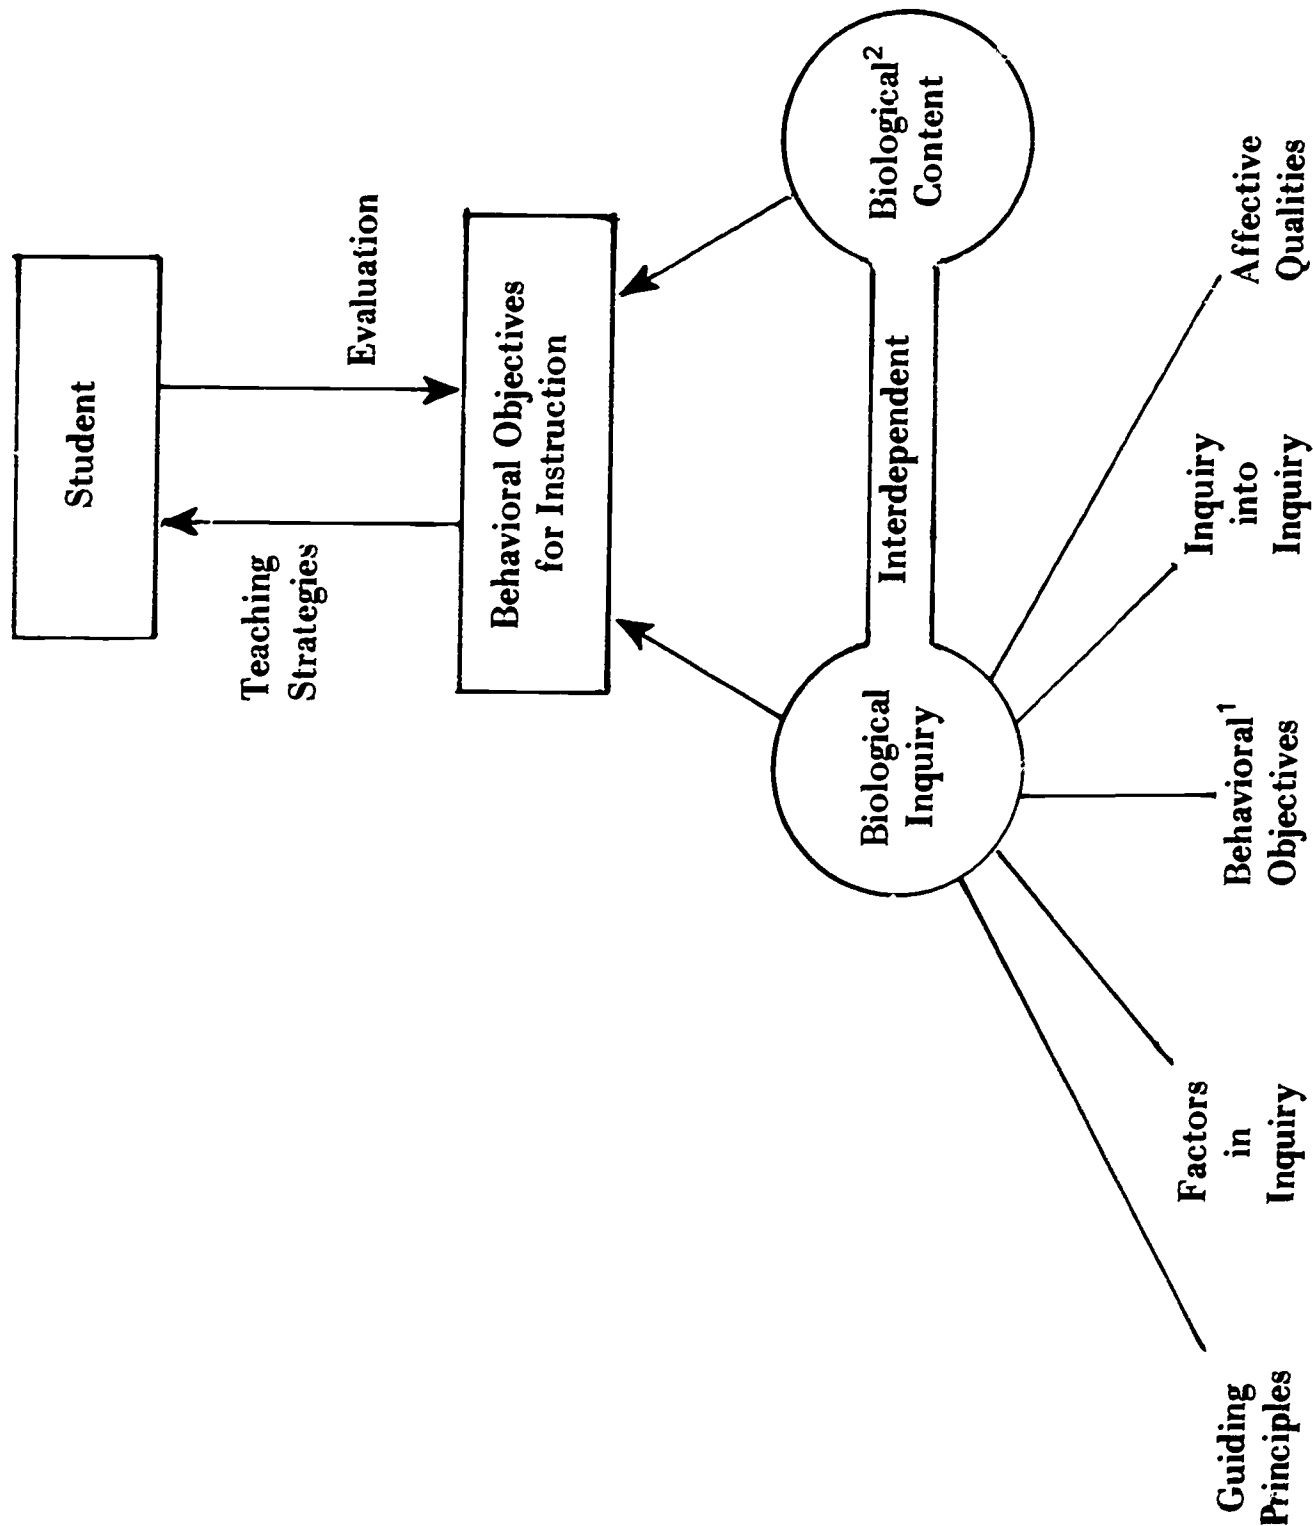 Student
Teaching
Strategies
Evaluation
Behavioral Objectives
for Instruction
Biological
Inquiry
Interdependent
Biological²
Content
Guiding
Principles
Factors
in
Inquiry
Behavioral¹
Objectives
Inquiry
into
Inquiry
Affective
Qualities